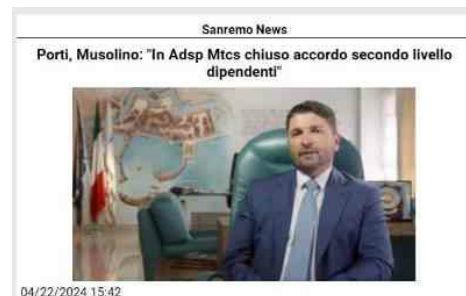 Sanremo News
Porti, Musolino: "In Adsp Mtcs chiuso accordo secondo livello
dipendenti"
04/22/2024 15:42